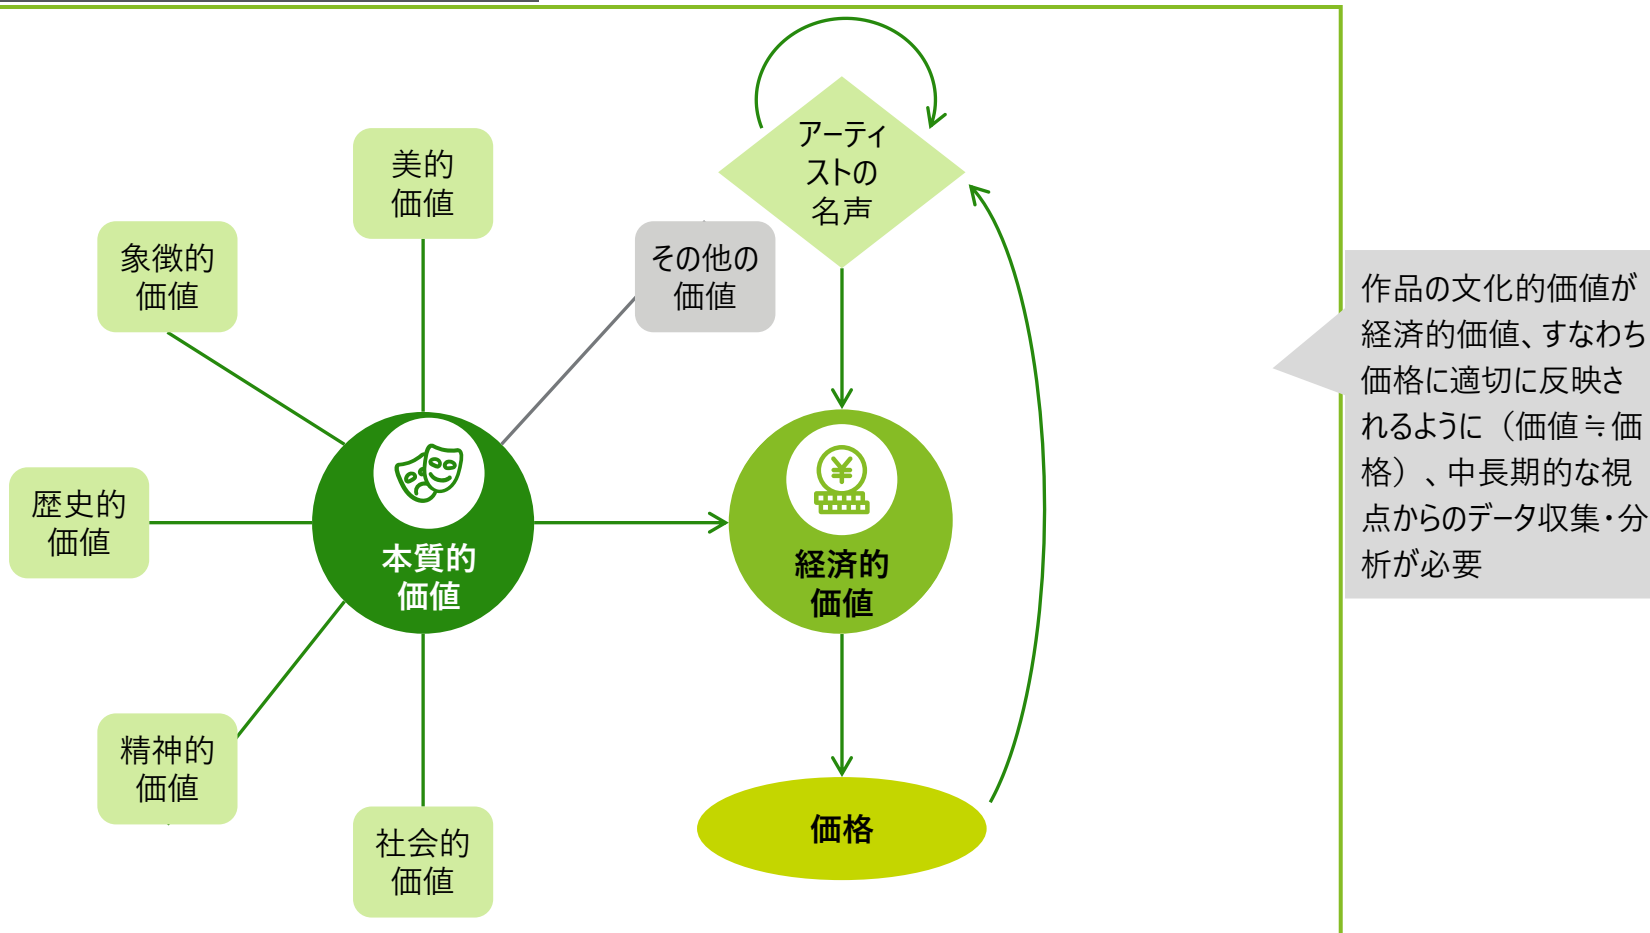 アーティ
ストの
名声
美的
価値
象徴的
価値
その他の
価値
歴史的
価値
本質的
価値
経済的
価値
精神的
価値
社会的
価値
価格
作品の文化的価値が
経済的価値、すなわち
価格に適切に反映さ
れるように（価値≒価
格）、中長期的な視
点からのデータ収集・分
析が必要
¥